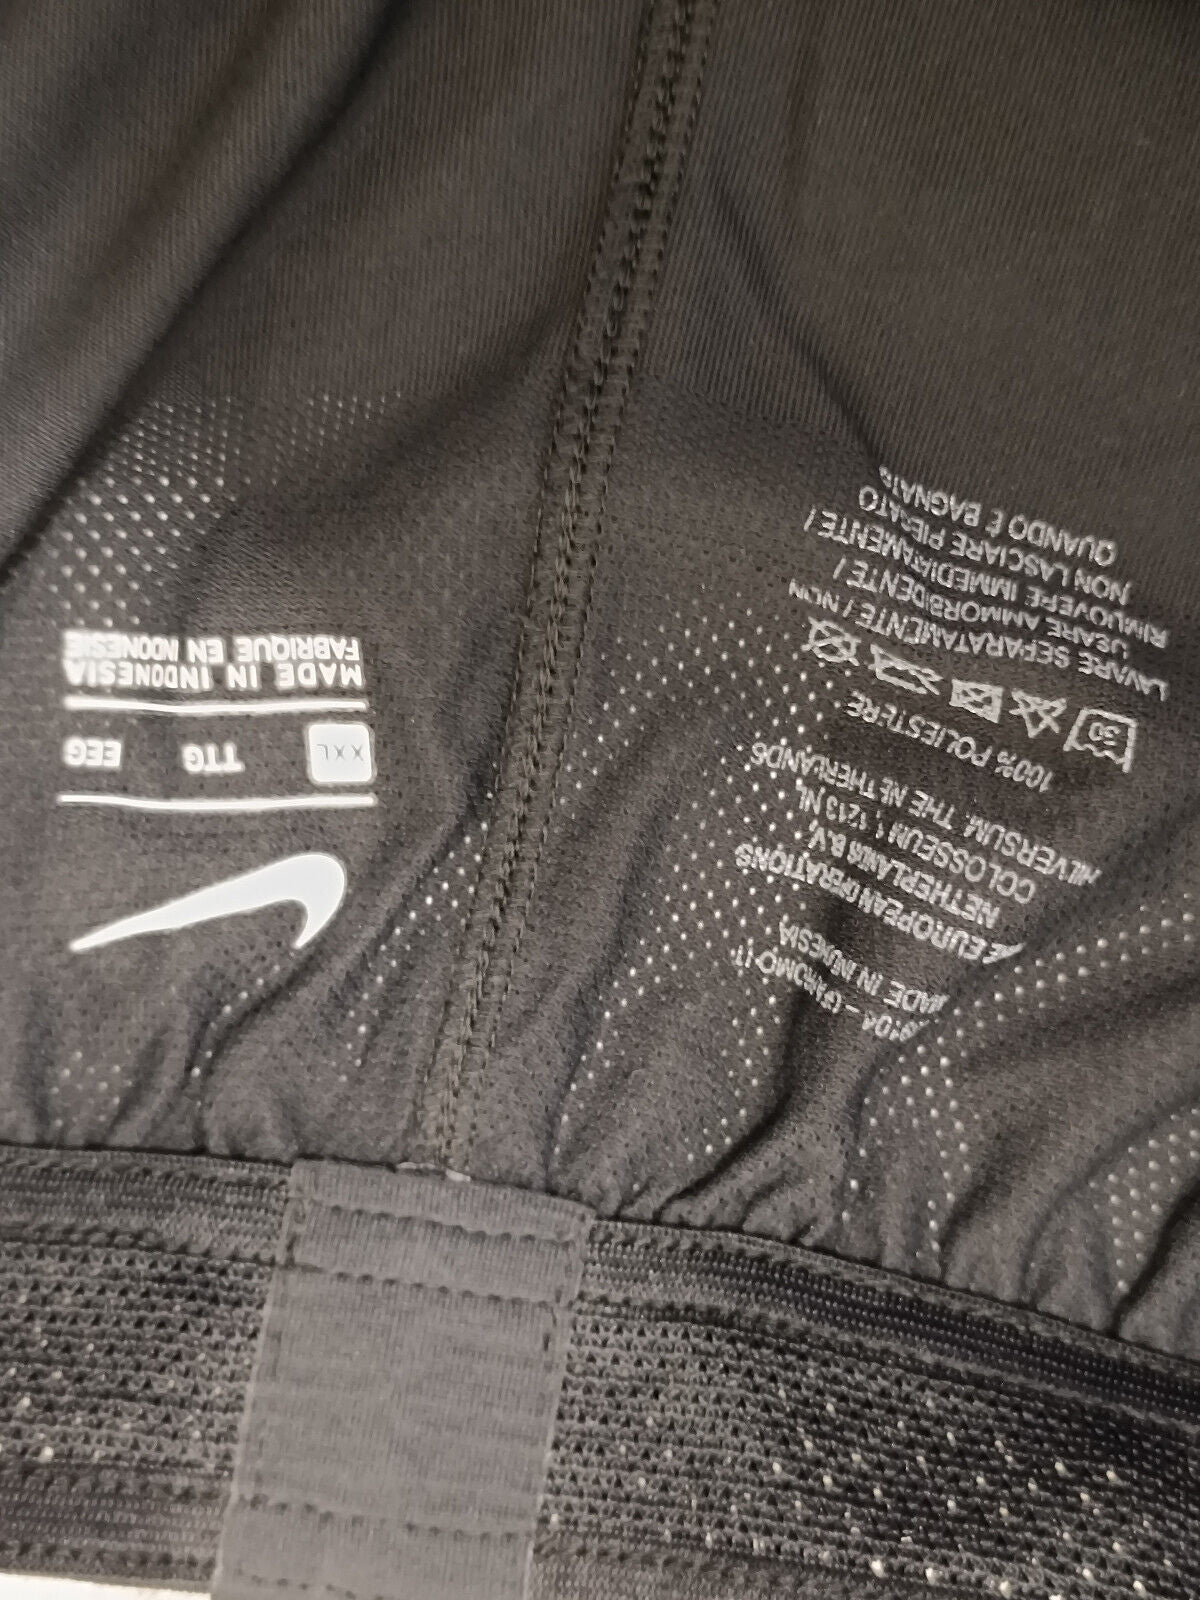 XXL TTG EEG
MADE IN INDONESIA
FABRIQUE EN INDONESIE
MADE IN INDONESIA
EUROPEAN OPERATIONS
NETHERLANDS B.V.
COLOSSEUM 1, 1213 NL
HILVERSUM THE NETHERLANDS
100% POLIESTERE
30
LAVARE SEPARATAMENTE / NON
USARE AMMORBIDENTE /
RIMUOVERE IMMEDIATAMENTE /
NON LASCIARE PIEGATO
QUANDO È BAGNATO